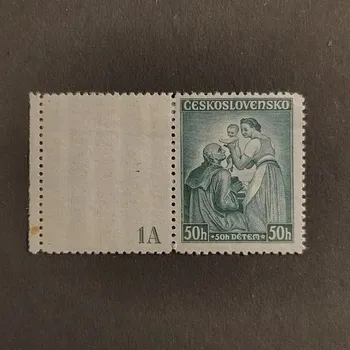 ČESKOSLOVENSKO
1A
50h * 50h DĚTEM * 50h